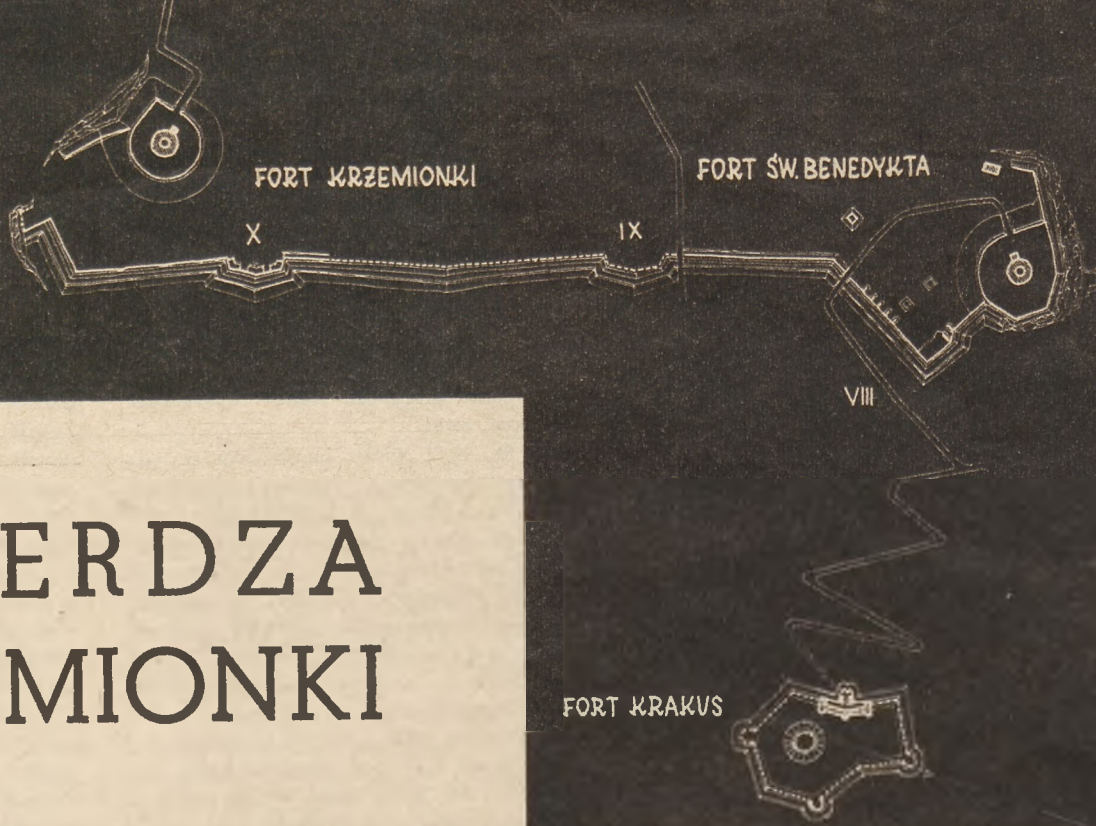 FORT KRZEMIONKI
FORT ŚW. BENEDYKTA
X
IX
VIII
ERDZA
MIONKI
FORT KRAKUS